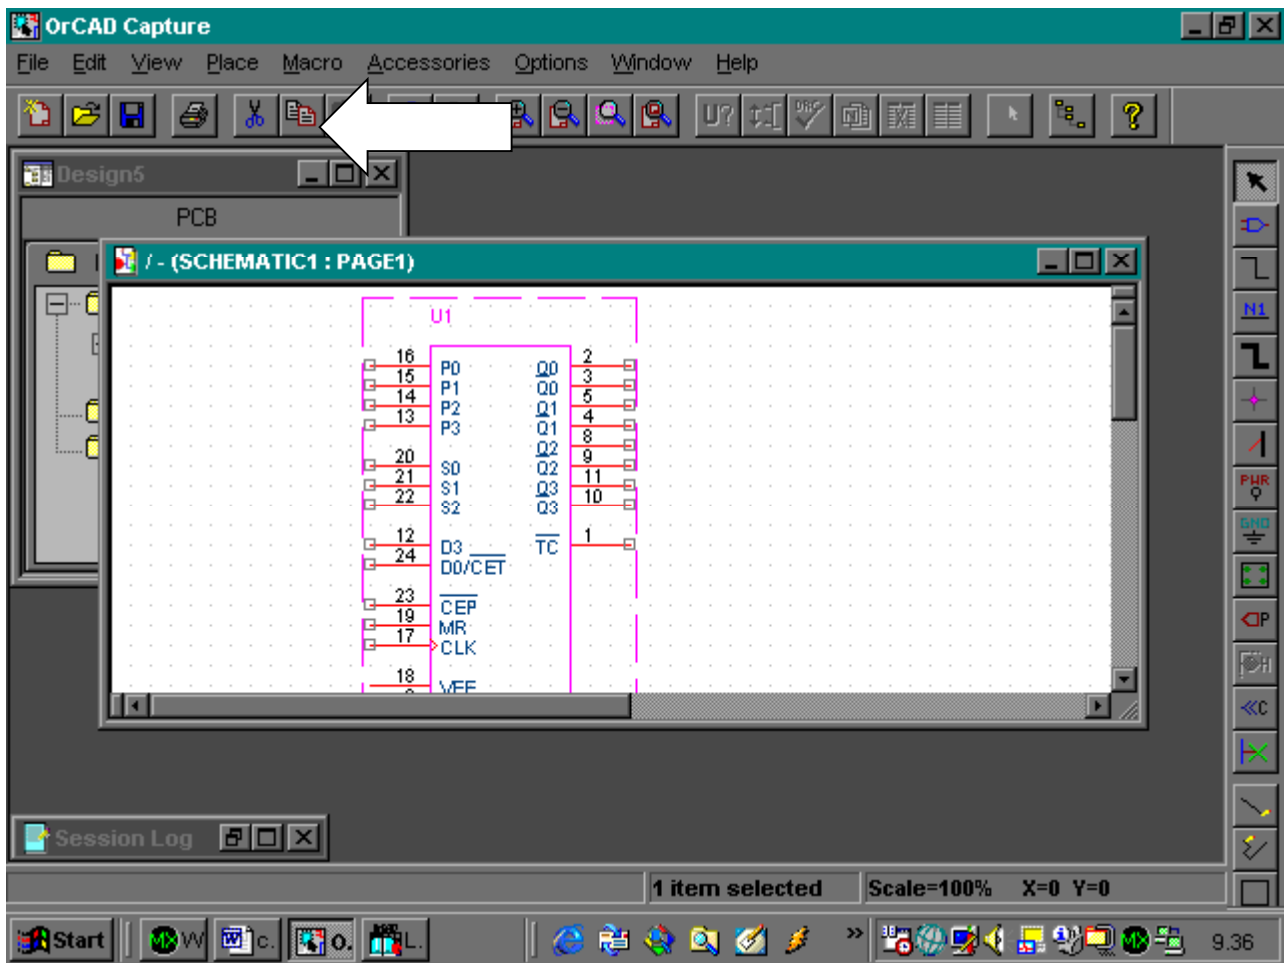 OrCAD Capture
File Edit View Place Macro Accessories Options Window Help
U? DRC N
Design5
PCB
/ - (SCHEMATIC1 : PAGE1)
U1
16 P0 Q0 2
15 P1 Q0 3
14 P2 Q1 5
13 P3 Q1 4
Q2 8
20 S0 Q2 9
21 S1 Q3 11
22 S2 Q3 10
12 D3 TC 1
24 D0/CET
23 CEP
19 MR
17 CLK
18 VEE
N1
PWR
GND
P
H
<<C
Session Log
1 item selected Scale=100% X=0 Y=0
Start W c. O. L. » 9.36